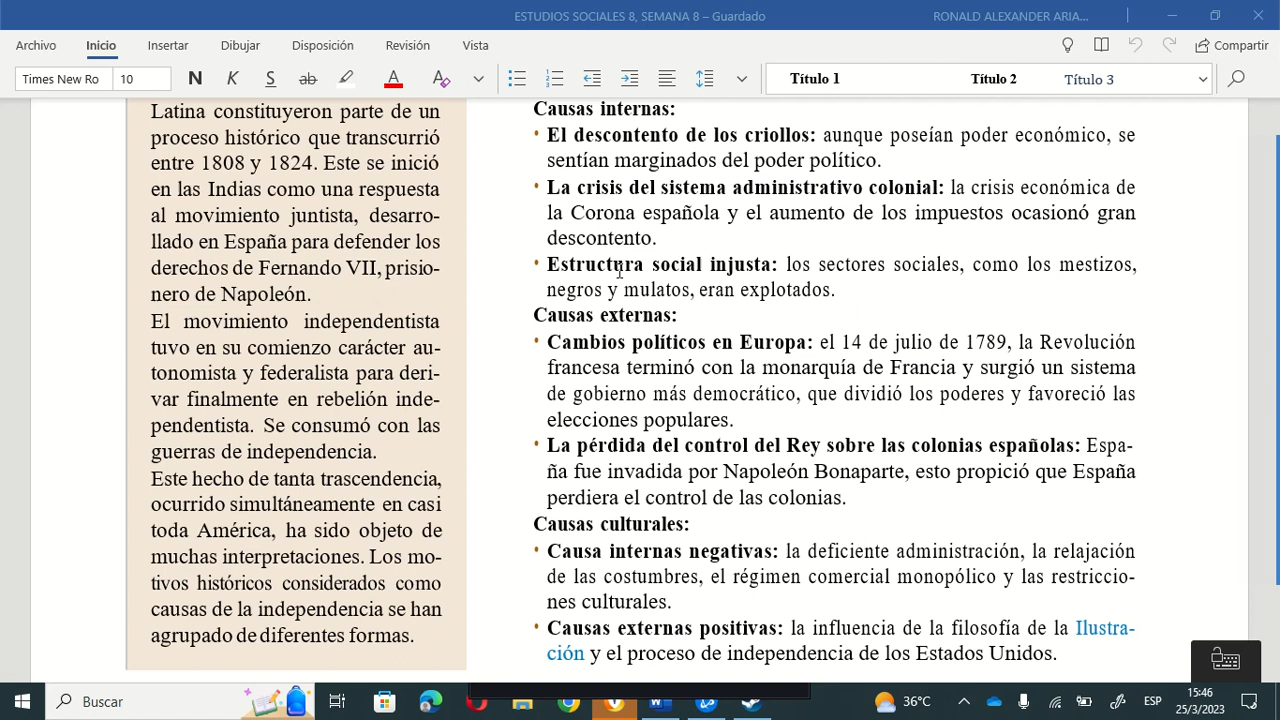 ESTUDIOS SOCIALES 8, SEMANA 8 – Guardado
RONALD ALEXANDER ARIA...
Archivo Inicio Insertar Dibujar Disposición Revisión Vista Compartir
Times New Ro 10 N K S ab A A Título 1 Título 2 Título 3
Latina constituyeron parte de un
proceso histórico que transcurrió
entre 1808 y 1824. Este se inició
en las Indias como una respuesta
al movimiento juntista, desarro-
llado en España para defender los
derechos de Fernando VII, prisio-
nero de Napoleón.
El movimiento independentista
tuvo en su comienzo carácter au-
tonomista y federalista para deri-
var finalmente en rebelión inde-
pendentista. Se consumó con las
guerras de independencia.
Este hecho de tanta trascendencia,
ocurrido simultáneamente en casi
toda América, ha sido objeto de
muchas interpretaciones. Los mo-
tivos históricos considerados como
causas de la independencia se han
agrupado de diferentes formas.
Causas internas:
• El descontento de los criollos: aunque poseían poder económico, se
sentían marginados del poder político.
• La crisis del sistema administrativo colonial: la crisis económica de
la Corona española y el aumento de los impuestos ocasionó gran
descontento.
• Estructura social injusta: los sectores sociales, como los mestizos,
negros y mulatos, eran explotados.
Causas externas:
• Cambios políticos en Europa: el 14 de julio de 1789, la Revolución
francesa terminó con la monarquía de Francia y surgió un sistema
de gobierno más democrático, que dividió los poderes y favoreció las
elecciones populares.
• La pérdida del control del Rey sobre las colonias españolas: Espa-
ña fue invadida por Napoleón Bonaparte, esto propició que España
perdiera el control de las colonias.
Causas culturales:
• Causa internas negativas: la deficiente administración, la relajación
de las costumbres, el régimen comercial monopólico y las restriccio-
nes culturales.
• Causas externas positivas: la influencia de la filosofía de la Ilustra-
ción y el proceso de independencia de los Estados Unidos.
Buscar
36°C
ESP
15:46
25/3/2023